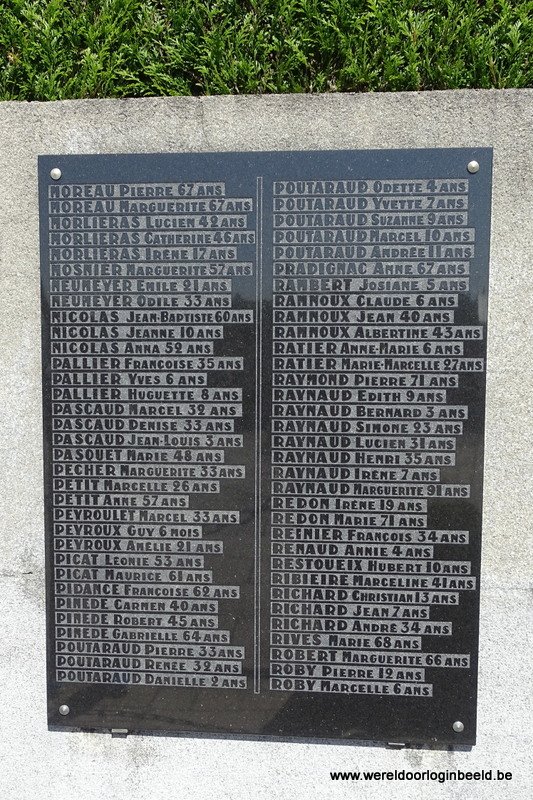 MOREAU PIERRE 67 ANS
MOREAU MARGUERITE 67 ANS
MORLIERAS LUCIEN 42 ANS
MORLIERAS CATHERINE 46 ANS
MORLIERAS IRÈNE 17 ANS
MOSNIER MARGUERITE 57 ANS
NEUMEYER EMILE 21 ANS
NEUMEYER ODILE 33 ANS
NICOLAS JEAN-BAPTISTE 60 ANS
NICOLAS JEANNE 10 ANS
NICOLAS ANNA 52 ANS
PALLIER FRANÇOISE 35 ANS
PALLIER YVES 6 ANS
PALLIER HUGUETTE 8 ANS
PASCAUD MARCEL 32 ANS
PASCAUD DENISE 33 ANS
PASCAUD JEAN-LOUIS 3 ANS
PASQUET MARIE 48 ANS
PECHER MARGUERITE 33 ANS
PETIT MARCELLE 26 ANS
PETIT ANNE 57 ANS
PEYROULET MARCEL 33 ANS
PEYROUX GUY 6 MOIS
PEYROUX AMÉLIE 21 ANS
PICAT LÉONIE 53 ANS
PICAT MAURICE 61 ANS
PIDANCE FRANÇOISE 62 ANS
PINÈDE CARMEN 40 ANS
PINÈDE ROBERT 45 ANS
PINÈDE GABRIELLE 64 ANS
POUTARAUD PIERRE 33 ANS
POUTARAUD RENÉE 32 ANS
POUTARAUD DANIELLE 2 ANS
POUTARAUD ODETTE 4 ANS
POUTARAUD YVETTE 7 ANS
POUTARAUD SUZANNE 9 ANS
POUTARAUD MARCEL 10 ANS
POUTARAUD ANDRÉE 11 ANS
PRADIGNAC ANNE 67 ANS
RAMBERT JOSIANE 5 ANS
RAMNOUX CLAUDE 6 ANS
RAMNOUX JEAN 40 ANS
RAMNOUX ALBERTINE 43 ANS
RATIER ANNE-MARIE 6 ANS
RATIER MARIE-MARCELLE 27 ANS
RAYMOND PIERRE 71 ANS
RAYNAUD EDITH 9 ANS
RAYNAUD BERNARD 3 ANS
RAYNAUD SIMONE 23 ANS
RAYNAUD LUCIEN 31 ANS
RAYNAUD HENRI 35 ANS
RAYNAUD IRÈNE 7 ANS
RAYNAUD MARGUERITE 91 ANS
REDON IRÈNE 19 ANS
REDON MARIE 71 ANS
REGNIER FRANÇOIS 34 ANS
RENAUD ANNIE 4 ANS
RESTOUEIX HUBERT 10 ANS
RIBIEIRE MARCELINE 41 ANS
RICHARD CHRISTIAN 13 ANS
RICHARD JEAN 7 ANS
RICHARD ANDRÉ 34 ANS
RIVES MARIE 68 ANS
ROBERT MARGUERITE 66 ANS
ROBY PIERRE 12 ANS
ROBY MARCELLE 6 ANS
www.wereldoorloginbeeld.be